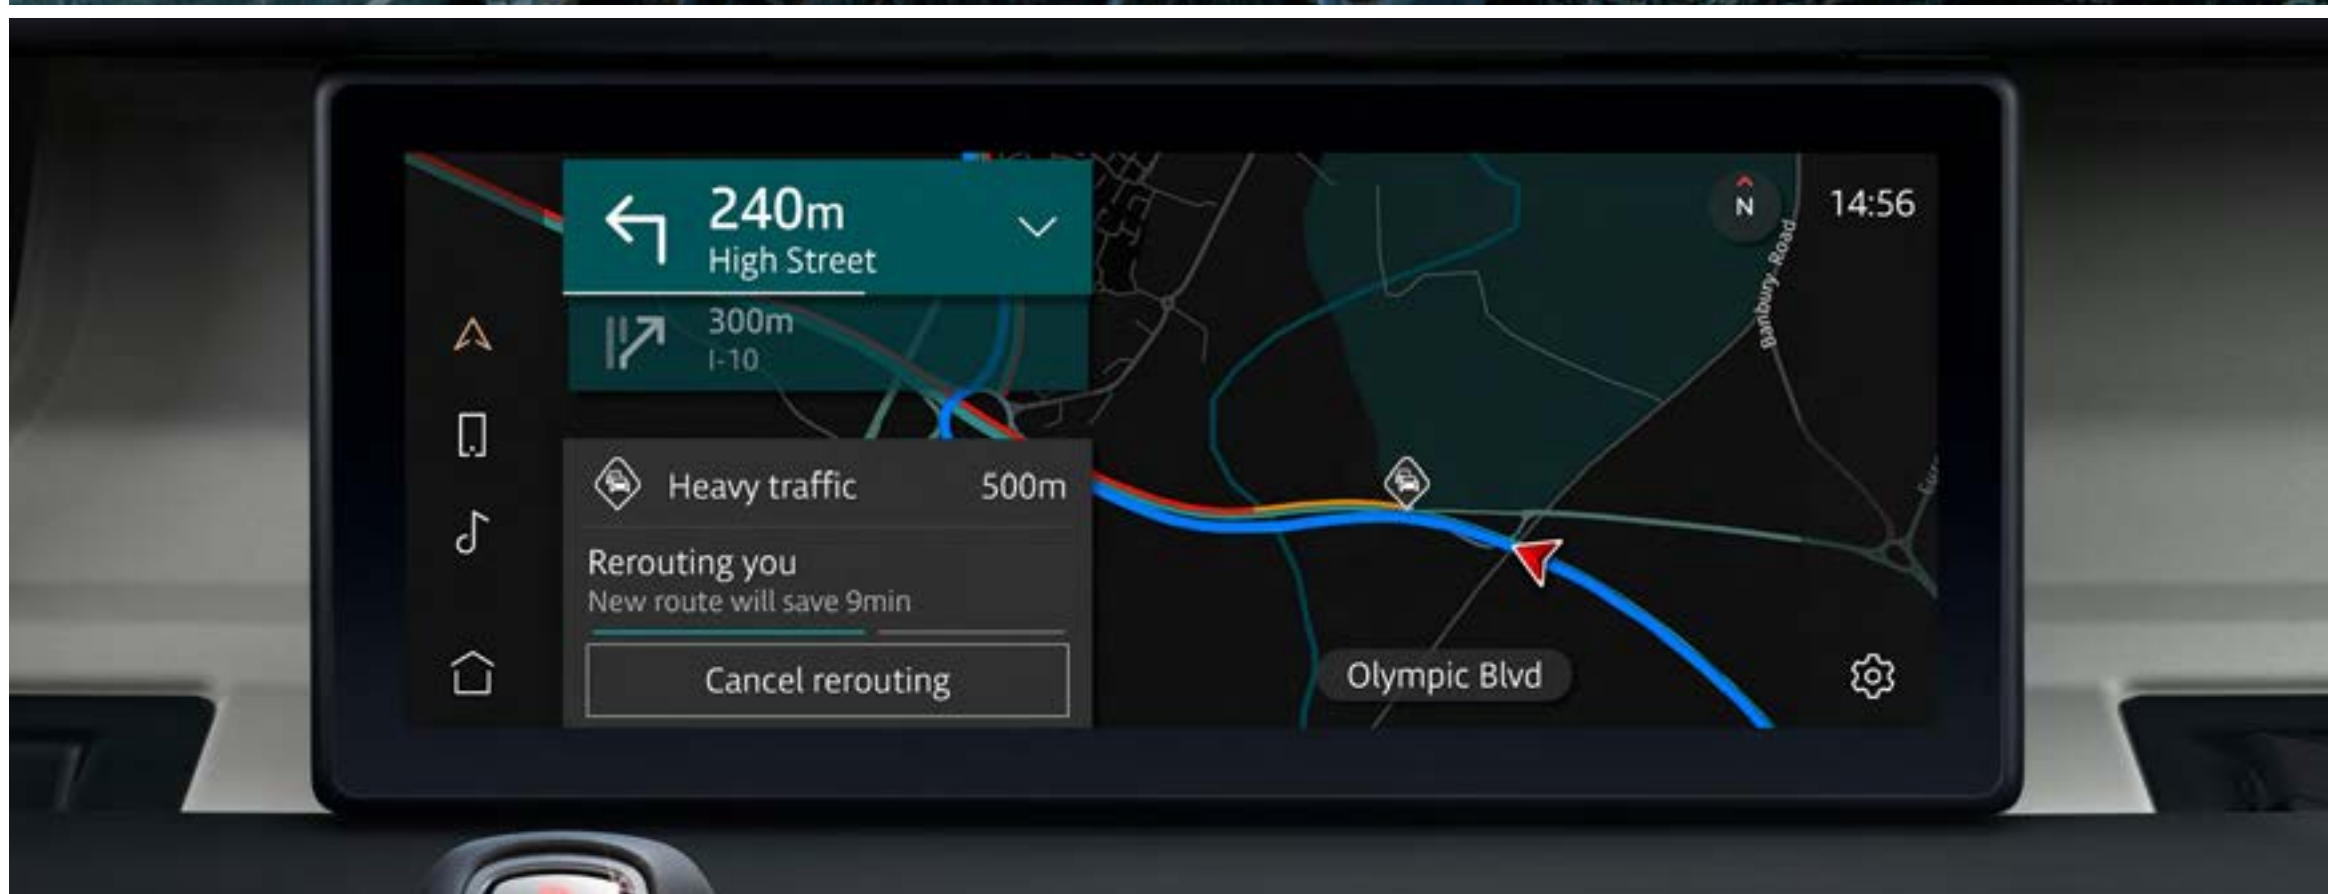 240m
High Street
300m
I-10
Heavy traffic 500m
Rerouting you
New route will save 9min
Cancel rerouting
N
14:56
Banbury Road
Olympic Blvd